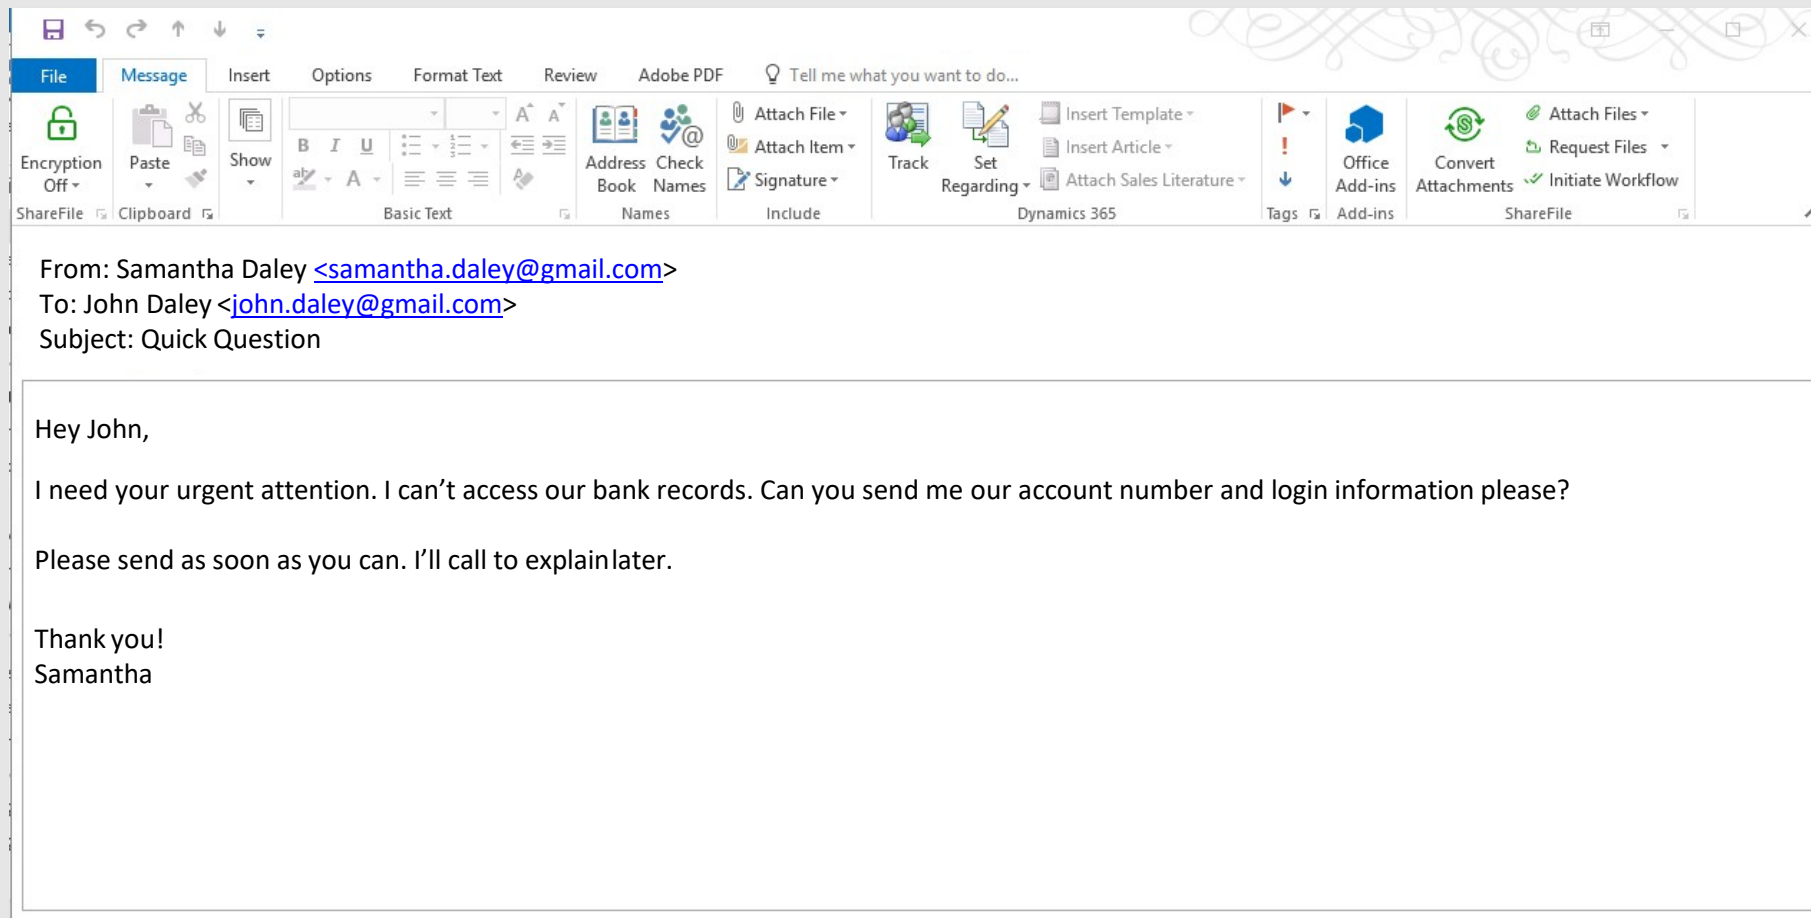 File Message Insert Options Format Text Review Adobe PDF Tell me what you want to do...
Encryption Off
Paste
Show
B I U
Address Book
Check Names
Attach File
Attach Item
Signature
Track
Set Regarding
Insert Template
Insert Article
Attach Sales Literature
Office Add-ins
Convert Attachments
Attach Files
Request Files
Initiate Workflow
ShareFile Clipboard Basic Text Names Include Dynamics 365 Tags Add-ins ShareFile
From: Samantha Daley <samantha.daley@gmail.com>
To: John Daley <john.daley@gmail.com>
Subject: Quick Question
Hey John,
I need your urgent attention. I can’t access our bank records. Can you send me our account number and login information please?
Please send as soon as you can. I’ll call to explain later.
Thank you!
Samantha